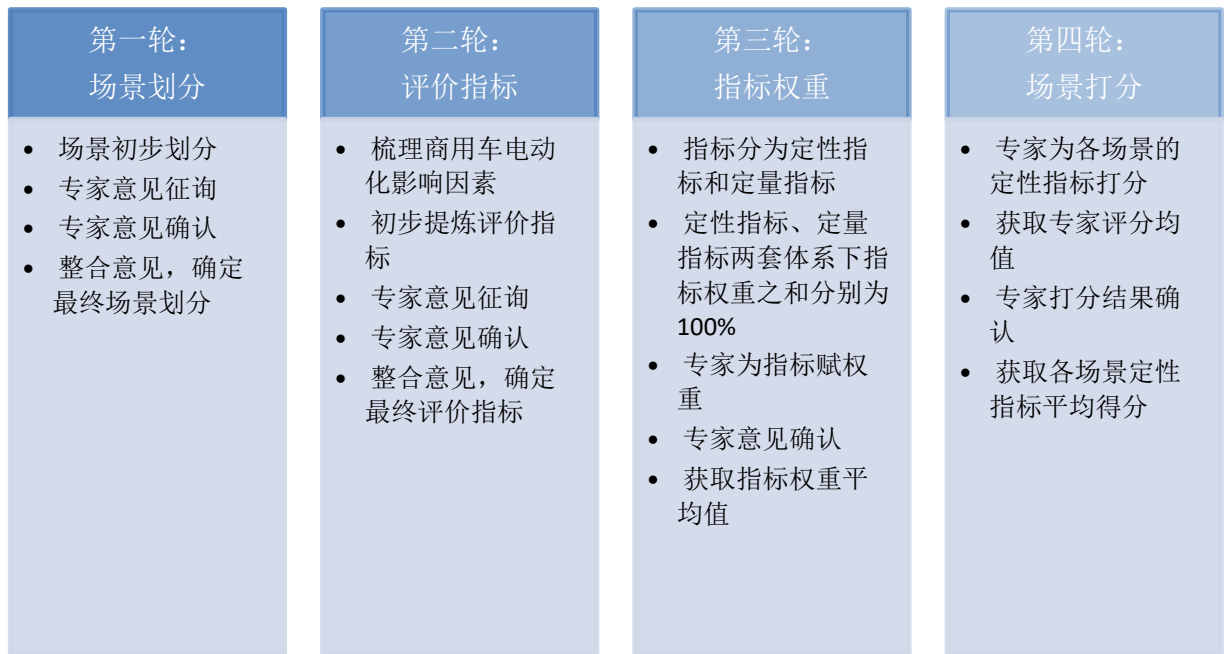 第一轮：
场景划分
• 场景初步划分
• 专家意见征询
• 专家意见确认
• 整合意见，确定
最终场景划分
第二轮：
评价指标
• 梳理商用车电动
化影响因素
• 初步提炼评价指
标
• 专家意见征询
• 专家意见确认
• 整合意见，确定
最终评价指标
第三轮：
指标权重
• 指标分为定性指
标和定量指标
• 定性指标、定量
指标两套体系下指
标权重之和分别为
100%
• 专家为指标赋权
重
• 专家意见确认
• 获取指标权重平
均值
第四轮：
场景打分
• 专家为各场景的
定性指标打分
• 获取专家评分均
值
• 专家打分结果确
认
• 获取各场景定性
指标平均得分